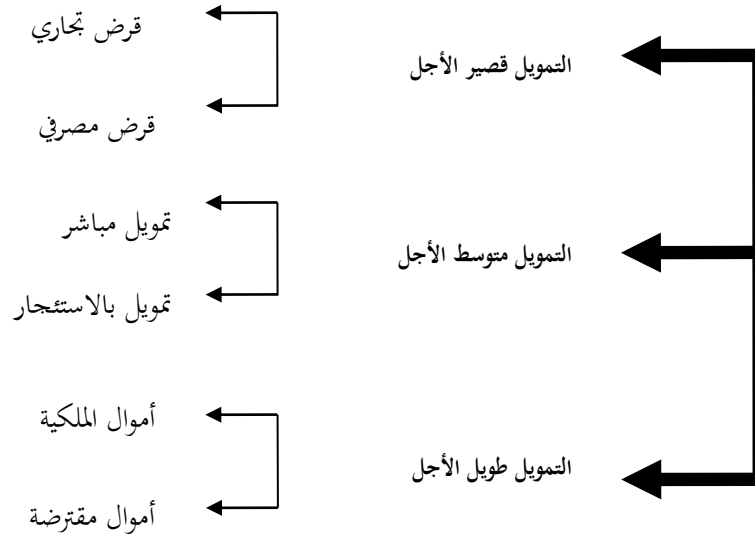 التمويل قصير الأجل
قرض تجاري
قرض مصرفي
التمويل متوسط الأجل
تمويل مباشر
تمويل بالاستئجار
التمويل طويل الأجل
أموال الملكية
أموال مقترضة